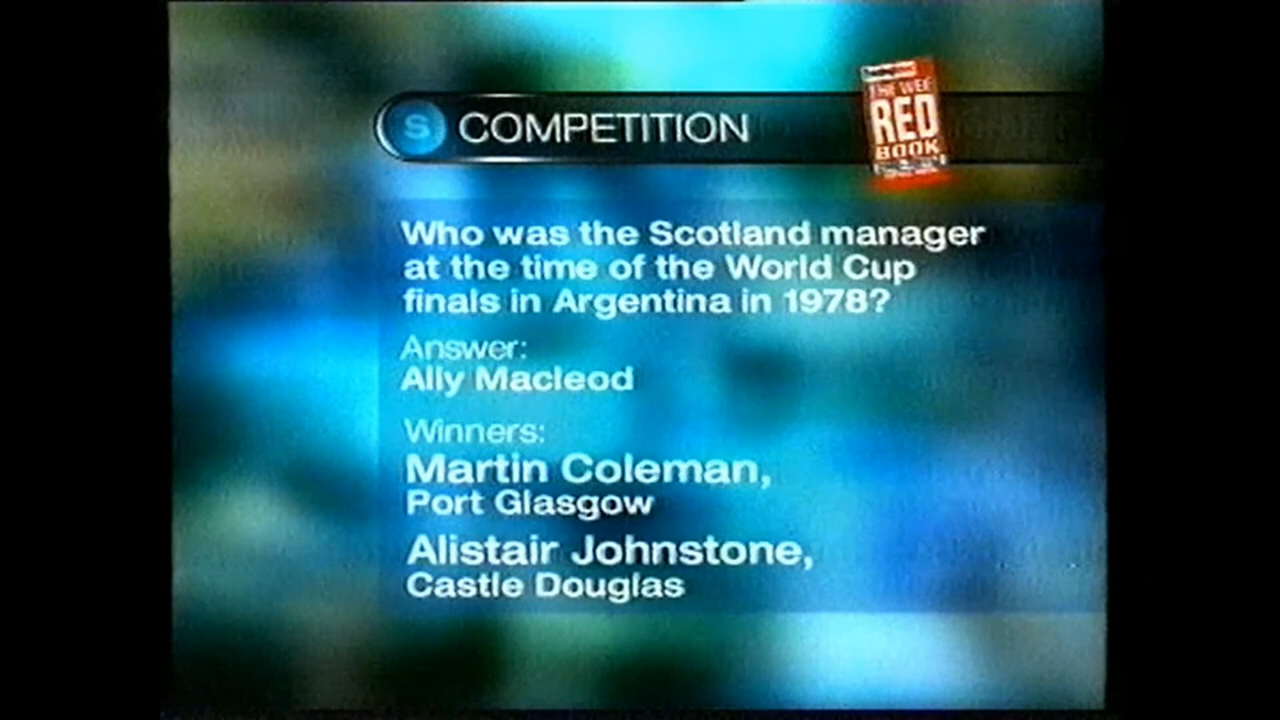 S COMPETITION
THE WEE
RED
BOOK
Who was the Scotland manager
at the time of the World Cup
finals in Argentina in 1978?
Answer:
Ally Macleod
Winners:
Martin Coleman,
Port Glasgow
Alistair Johnstone,
Castle Douglas